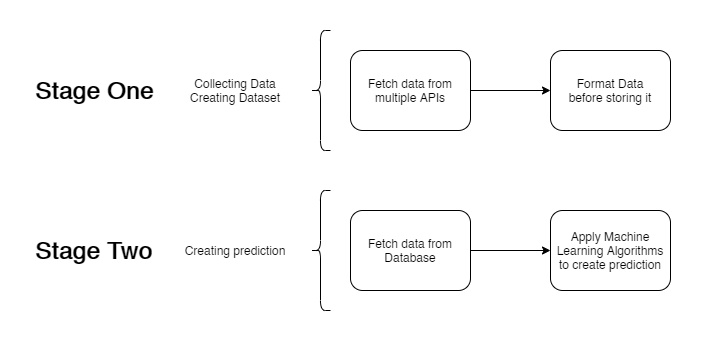 Stage One
Collecting Data
Creating Dataset
Fetch data from
multiple APIs
Format Data
before storing it
Stage Two
Creating prediction
Fetch data from
Database
Apply Machine
Learning Algorithms
to create prediction